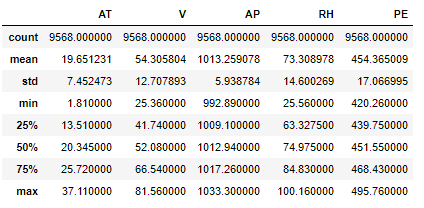 AT V AP RH PE
count 9568.000000 9568.000000 9568.000000 9568.000000 9568.000000
mean 19.651231 54.305804 1013.259078 73.308978 454.365009
std 7.452473 12.707893 5.938784 14.600269 17.066995
min 1.810000 25.360000 992.890000 25.560000 420.260000
25% 13.510000 41.740000 1009.100000 63.327500 439.750000
50% 20.345000 52.080000 1012.940000 74.975000 451.550000
75% 25.720000 66.540000 1017.260000 84.830000 468.430000
max 37.110000 81.560000 1033.300000 100.160000 495.760000